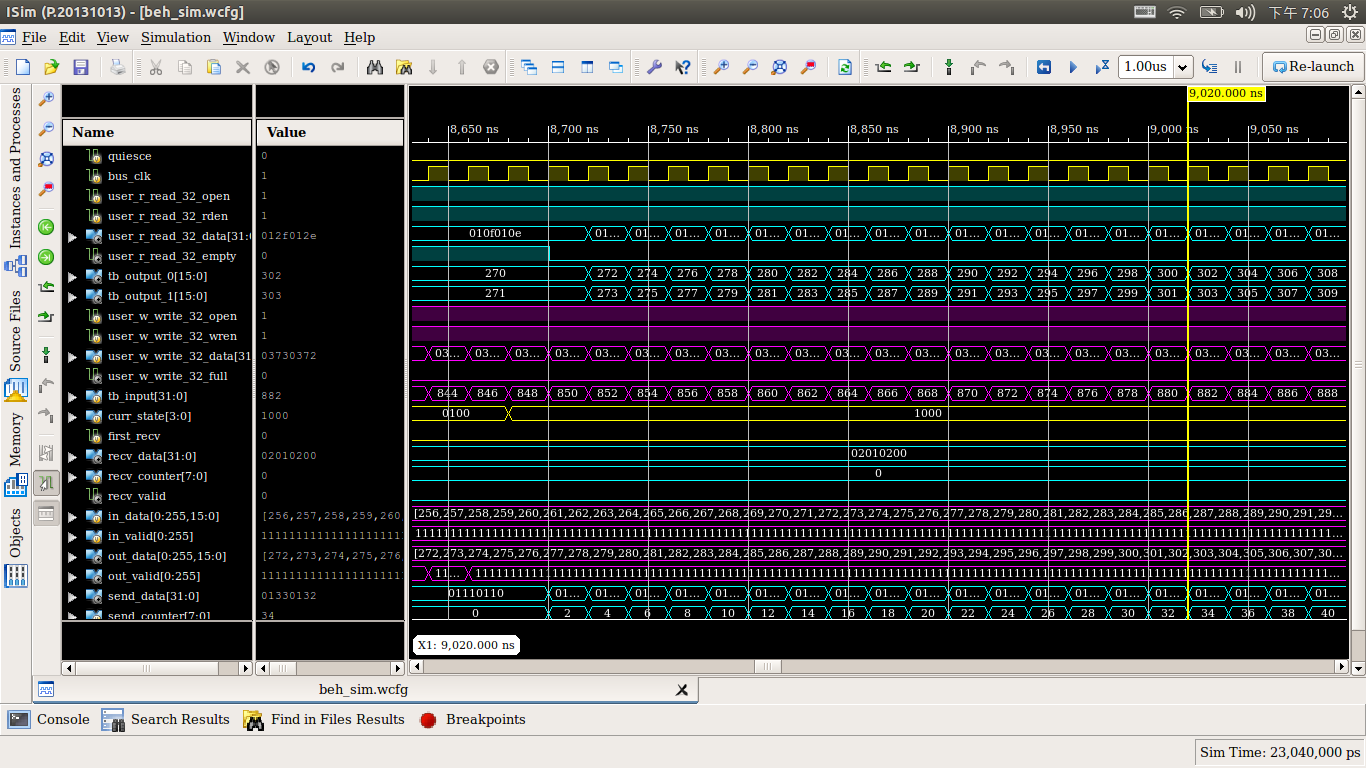 ISim (P.20131013) - [beh_sim.wcfg]
下午 7:06
File Edit View Simulation Window Layout Help
1.00us
Re-launch
Instances and Processes
Source Files
Memory
Objects
Name
Value
9,020.000 ns
8,650 ns 8,700 ns 8,750 ns 8,800 ns 8,850 ns 8,900 ns 8,950 ns 9,000 ns 9,050 ns
quiesce 0
bus_clk 1
user_r_read_32_open 1
user_r_read_32_rden 1
user_r_read_32_data[31:0 012f012e 010f010e 01... 01... 01... 01... 01... 01... 01... 01... 01... 01... 01... 01... 01... 01... 01... 01... 01... 01... 01...
user_r_read_32_empty 0
tb_output_0[15:0] 302 270 272 274 276 278 280 282 284 286 288 290 292 294 296 298 300 302 304 306 308
tb_output_1[15:0] 303 271 273 275 277 279 281 283 285 287 289 291 293 295 297 299 301 303 305 307 309
user_w_write_32_open 1
user_w_write_32_wren 1
user_w_write_32_data[31 03730372 03... 03... 03... 03... 03... 03... 03... 03... 03... 03... 03... 03... 03... 03... 03... 03... 03... 03... 03... 03... 03... 03... 03...
user_w_write_32_full 0
tb_input[31:0] 882 844 846 848 850 852 854 856 858 860 862 864 866 868 870 872 874 876 878 880 882 884 886 888
curr_state[3:0] 1000 0100 1000
first_recv 0
recv_data[31:0] 02010200 02010200
recv_counter[7:0] 0 0
recv_valid 0
in_data[0:255,15:0] [256,257,258,259,260, [256,257,258,259,260,261,262,263,264,265,266,267,268,269,270,271,272,273,274,275,276,277,278,279,280,281,282,283,284,285,286,287,288,289,290,291,29...
in_valid[0:255]
out_data[0:255,15:0] [272,273,274,275,276, [272,273,274,275,276,277,278,279,280,281,282,283,284,285,286,287,288,289,290,291,292,293,294,295,296,297,298,299,300,301,302,303,304,305,306,307,30...
out_valid[0:255] 11...
send_data[31:0] 01330132 01110110 01... 01... 01... 01... 01... 01... 01... 01... 01... 01... 01... 01... 01... 01... 01... 01... 01... 01... 01... 01...
send_counter[7:0] 34 0 2 4 6 8 10 12 14 16 18 20 22 24 26 28 30 32 34 36 38 40
X1: 9,020.000 ns
beh_sim.wcfg
Console Search Results Find in Files Results Breakpoints
Sim Time: 23,040,000 ps